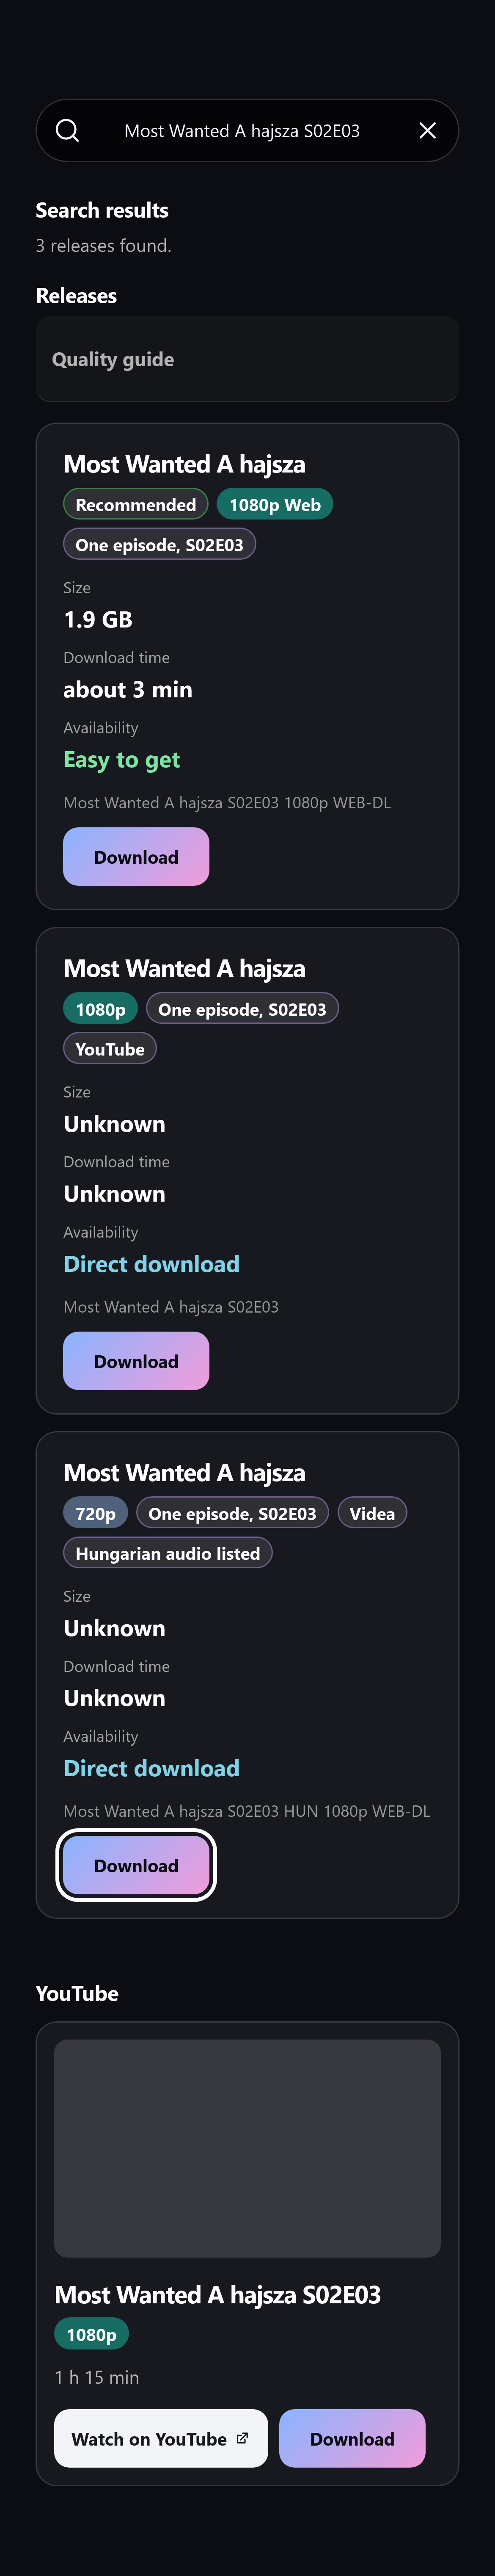 Most Wanted A hajsza S02E03
Search results
3 releases found.
Releases
Quality guide
Most Wanted A hajsza
Recommended 1080p Web
One episode, S02E03
Size
1.9 GB
Download time
about 3 min
Availability
Easy to get
Most Wanted A hajsza S02E03 1080p WEB-DL
Download
Most Wanted A hajsza
1080p One episode, S02E03
YouTube
Size
Unknown
Download time
Unknown
Availability
Direct download
Most Wanted A hajsza S02E03
Download
Most Wanted A hajsza
720p One episode, S02E03 Videa
Hungarian audio listed
Size
Unknown
Download time
Unknown
Availability
Direct download
Most Wanted A hajsza S02E03 HUN 1080p WEB-DL
Download
YouTube
Most Wanted A hajsza S02E03
1080p
1 h 15 min
Watch on YouTube Download